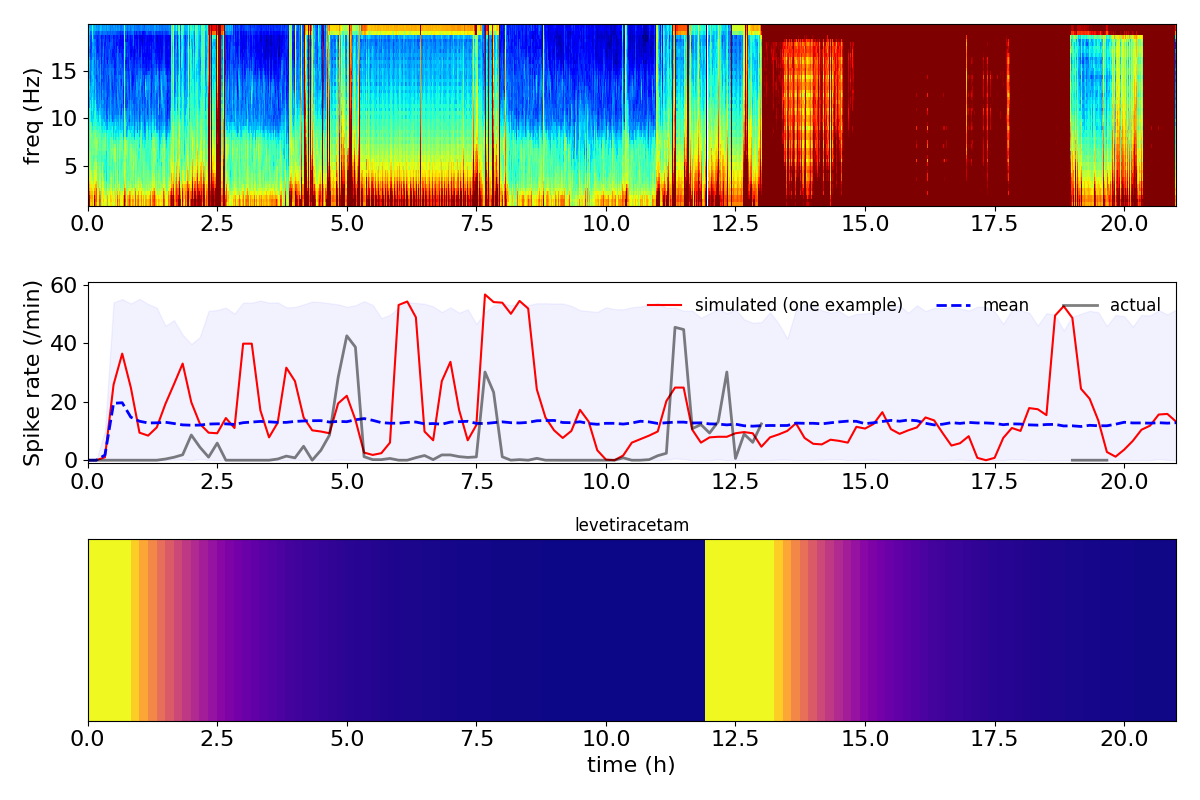 freq (Hz)
15
10
5
0.0 2.5 5.0 7.5 10.0 12.5 15.0 17.5 20.0
Spike rate (/min)
60
40
20
0
simulated (one example) mean actual
0.0 2.5 5.0 7.5 10.0 12.5 15.0 17.5 20.0
levetiracetam
0.0 2.5 5.0 7.5 10.0 12.5 15.0 17.5 20.0
time (h)